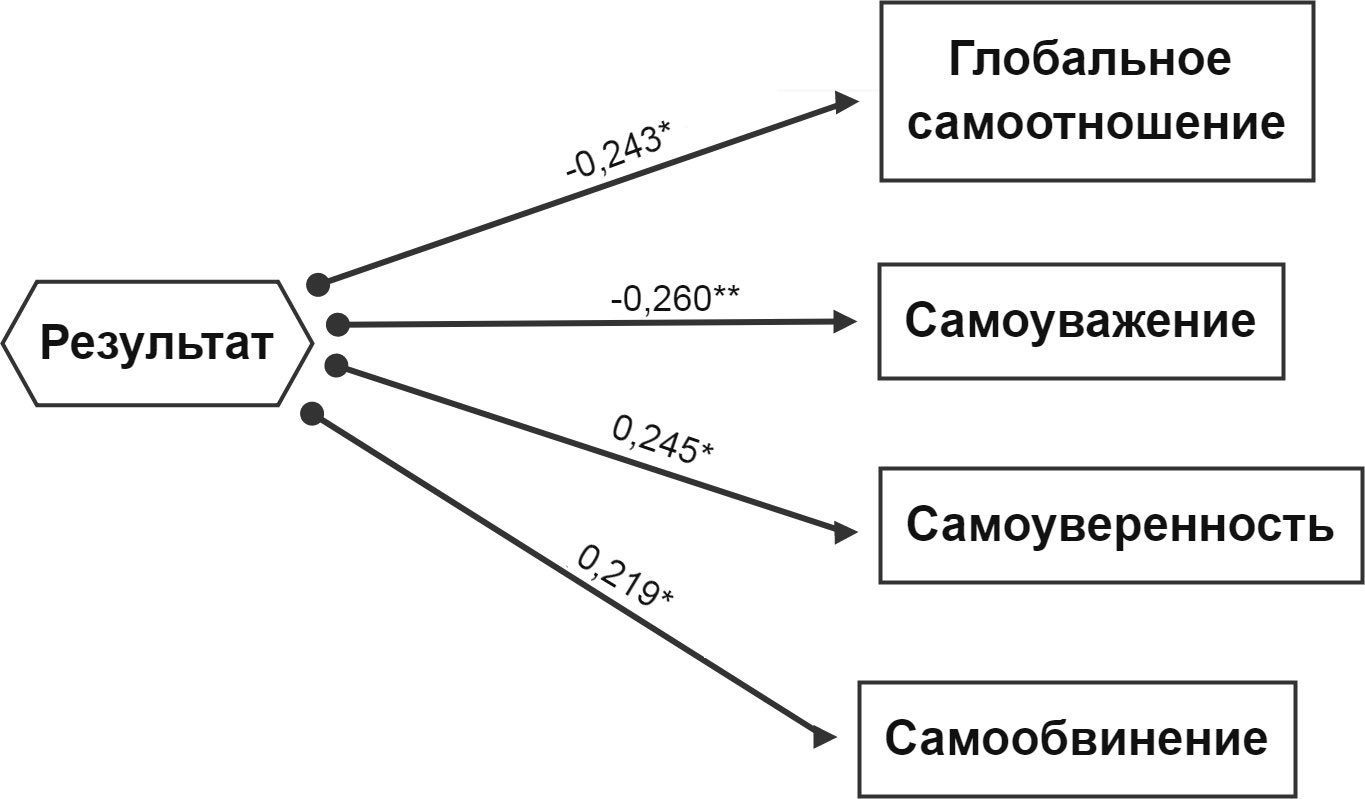 Глобальное
самоотношение
-0,243*
-0,260**
Самоуважение
Результат
0,245*
Самоуверенность
0,219*
Самообвинение